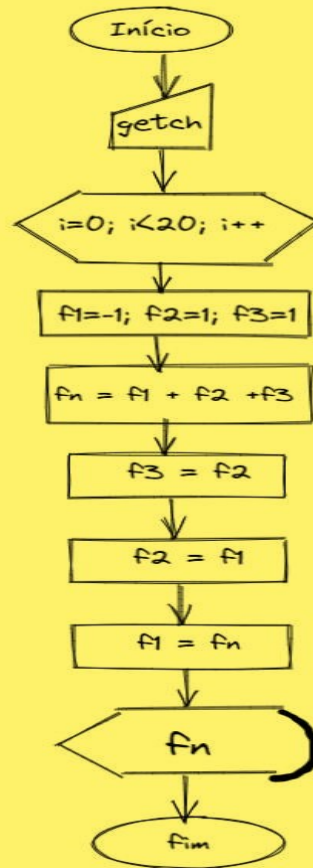 Início
getch
i=0; i<20; i++
f1=-1; f2=1; f3=1
fn = f1 + f2 +f3
f3 = f2
f2 = f1
f1 = fn
fn
fim